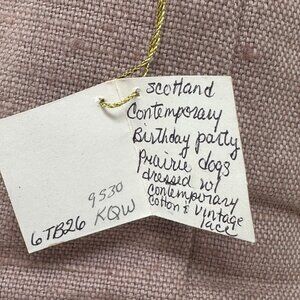 Scotland
Contemporary
Birthday party
Prairie dogs
dressed w/
contemporary
cotton & vintage
lace
9530
6TB26 KQW